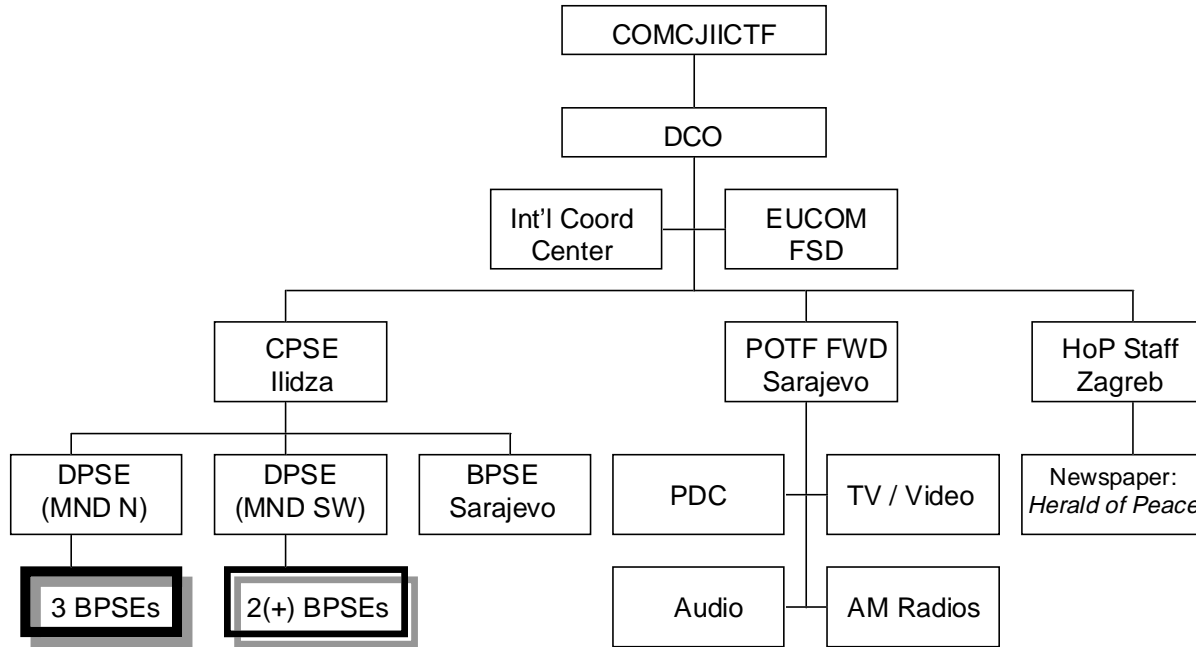 COMCJIICTF
DCO
Int'l Coord
Center
EUCOM
FSD
CPSE
Ilidza
POTF FWD
Sarajevo
HoP Staff
Zagreb
DPSE
(MND N)
DPSE
(MND SW)
BPSE
Sarajevo
PDC
TV / Video
Newspaper:
Herald of Peace
3 BPSEs
2(+) BPSEs
Audio
AM Radios